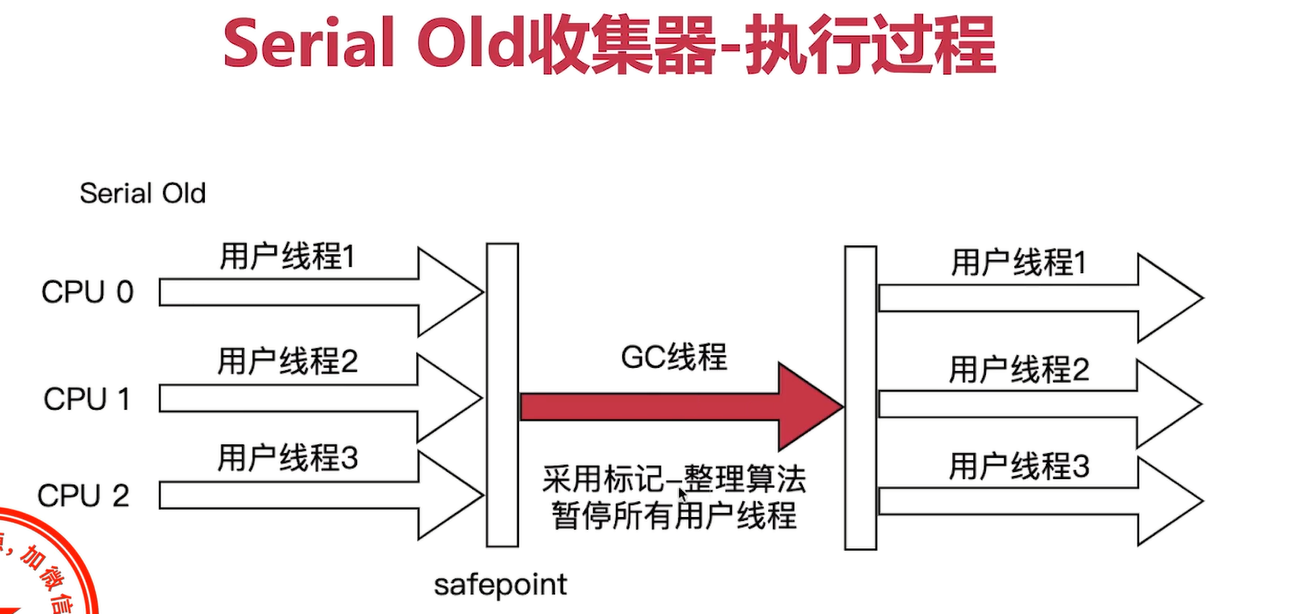 Serial Old收集器-执行过程
Serial Old
用户线程1
用户线程1
CPU 0
GC线程
用户线程2
用户线程2
CPU 1
用户线程3
用户线程3
采用标记–整理算法
CPU 2
暂停所有用户线程
safepoint
，加微信